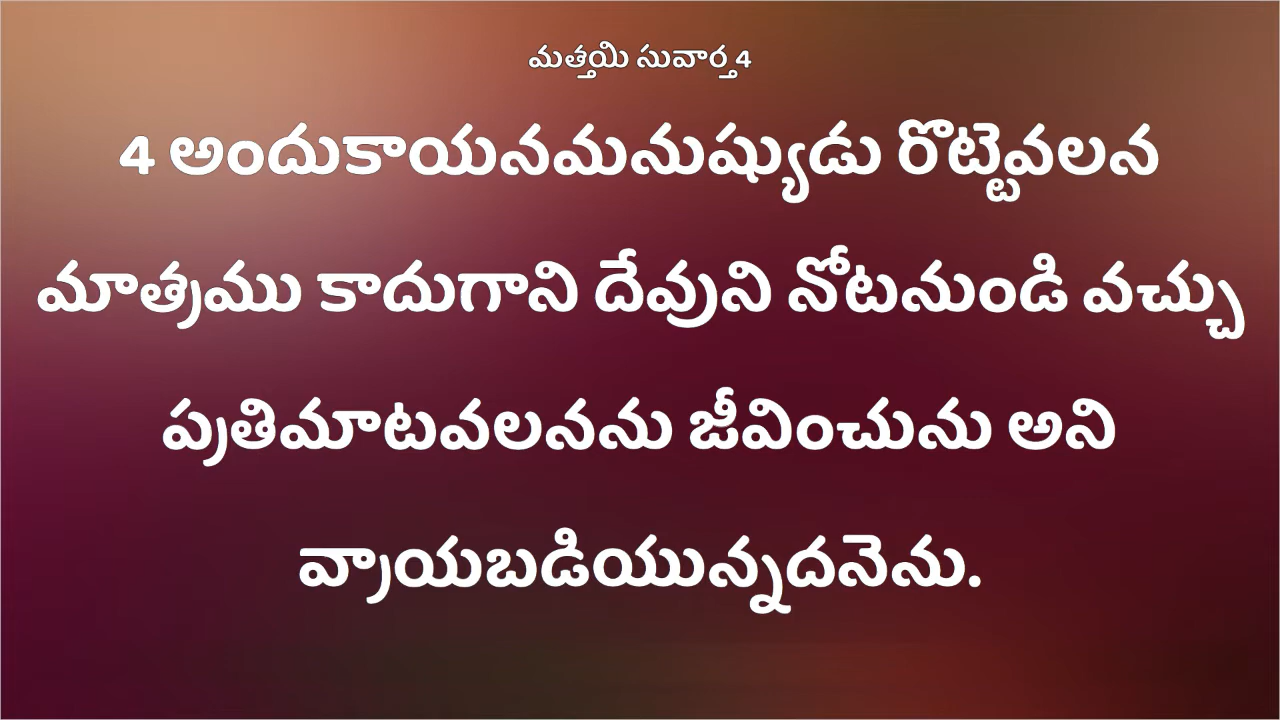 మత్తయి సువార్త 4
4 అందుకాయనమనుష్యుడు రొట్టెవలన
మాత్రము కాదుగాని దేవుని నోటనుండి వచ్చు
ప్రతిమాటవలనను జీవించును అని
వ్రాయబడియున్నదనెను.